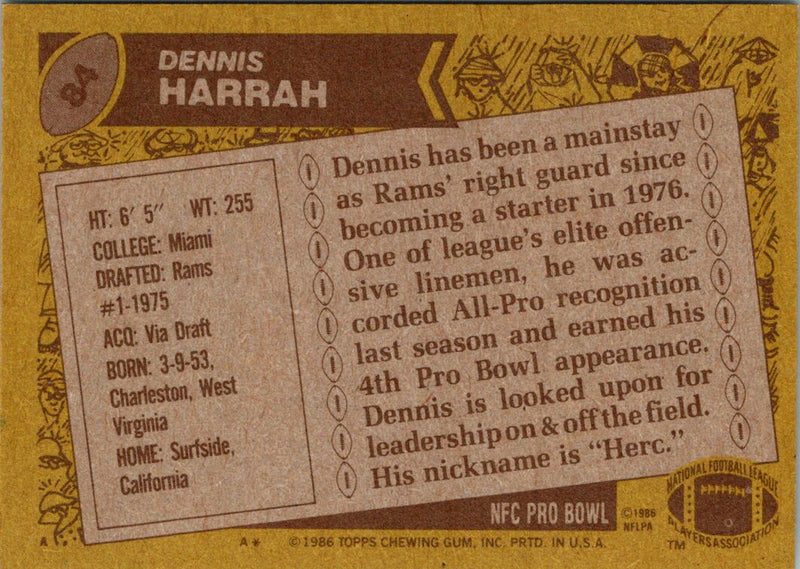 84
DENNIS
HARRAH
HT: 6′ 5″ WT: 255
COLLEGE: Miami
DRAFTED: Rams
#1-1975
ACQ: Via Draft
BORN: 3-9-53,
Charleston, West
Virginia
HOME: Surfside,
California
Dennis has been a mainstay
as Rams' right guard since
becoming a starter in 1976.
One of league's elite offen-
sive linemen, he was ac-
corded All-Pro recognition
last season and earned his
4th Pro Bowl appearance.
Dennis is looked upon for
leadership on & off the field.
His nickname is "Herc."
NFC PRO BOWL
©1986
NFLPA
NATIONAL FOOTBALL LEAGUE
PLAYERS ASSOCIATION
TM
A
A* ©1986 TOPPS CHEWING GUM, INC. PRTD. IN U.S.A.